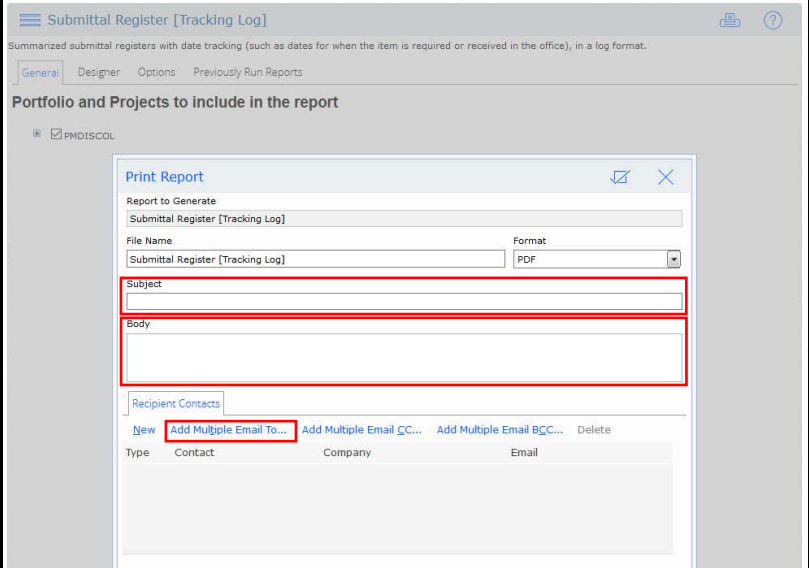 Submittal Register [Tracking Log]
?
Summarized submittal registers with date tracking (such as dates for when the item is required or received in the office), in a log format.
General Designer Options Previously Run Reports
Portfolio and Projects to include in the report
PMDISCOL
Print Report
Report to Generate
Submittal Register [Tracking Log]
File Name Format
Submittal Register [Tracking Log] PDF
Subject
Body
Recipient Contacts
New Add Multiple Email To... Add Multiple Email CC... Add Multiple Email BCC... Delete
Type Contact Company Email